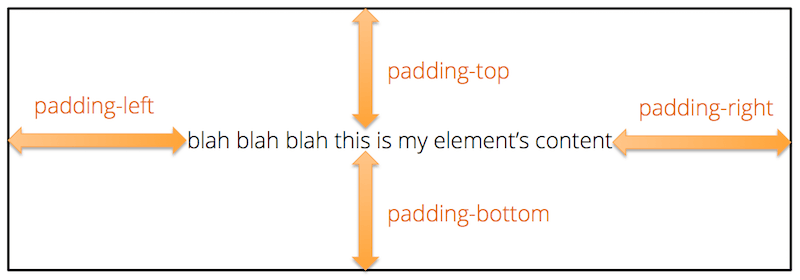 padding-top
padding-left
padding-right
blah blah blah this is my element’s content
padding-bottom